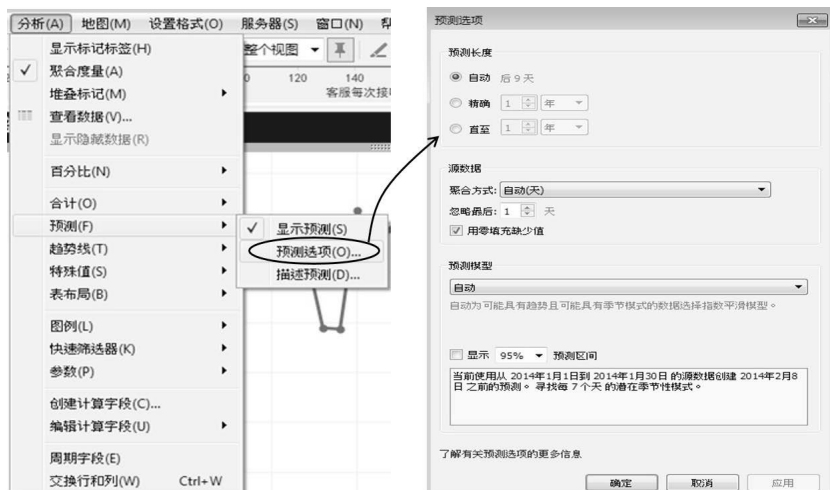 分析(A) 地图(M) 设置格式(O) 服务器(S) 窗口(N)
显示标记标签(H)
整个视图
聚合度量(A)
0 120 140
堆叠标记(M)
客服每次接
查看数据(V)...
显示隐藏数据(R)
百分比(N)
合计(O)
预测(F)
显示预测(S)
趋势线(T)
预测选项(O)...
特殊值(S)
描述预测(D)...
表布局(B)
图例(L)
快速筛选器(K)
参数(P)
创建计算字段(C)...
编辑计算字段(U)
周期字段(E)
交换行和列(W) Ctrl+W
预测选项
预测长度
自动 后 9 天
精确 1 年
直至 1 年
源数据
聚合方式: 自动(天)
忽略最后: 1 天
用零填充缺少值
预测模型
自动
自动为可能具有趋势且可能具有季节模式的数据选择指数平滑模型。
显示 95% 预测区间
当前使用从 2014年1月1日到 2014年1月30日 的源数据创建 2014年2月8
日 之前的预测。 寻找每 7 个天 的潜在季节性模式。
了解有关预测选项的更多信息
确定 取消 应用